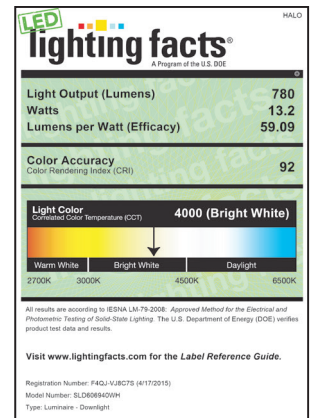 HALO
LED
lighting facts®
A Program of the U.S. DOE
Light Output (Lumens) 780
Watts 13.2
Lumens per Watt (Efficacy) 59.09
Color Accuracy
Color Rendering Index (CRI) 92
Light Color
Correlated Color Temperature (CCT) 4000 (Bright White)
Warm White Bright White Daylight
2700K 3000K 4500K 6500K
All results are according to IESNA LM-79-2008: Approved Method for the Electrical and
Photometric Testing of Solid-State Lighting. The U.S. Department of Energy (DOE) verifies
product test data and results.
Visit www.lightingfacts.com for the Label Reference Guide.
Registration Number: F4QJ-VJ8C7S (4/17/2015)
Model Number: SLD606940WH
Type: Luminaire - Downlight